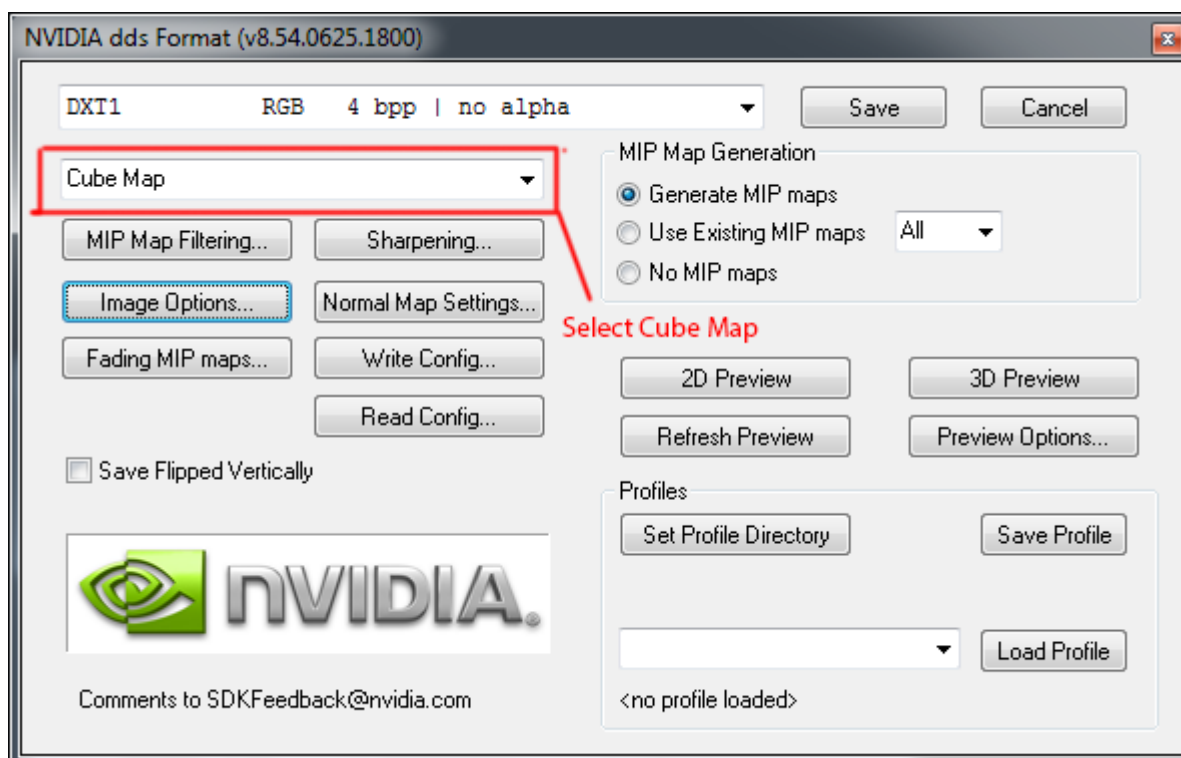 NVIDIA dds Format (v8.54.0625.1800)
DXT1 RGB 4 bpp | no alpha
Save
Cancel
Cube Map
MIP Map Generation
Generate MIP maps
Use Existing MIP maps
All
No MIP maps
MIP Map Filtering...
Sharpening...
Image Options...
Normal Map Settings...
Select Cube Map
Fading MIP maps...
Write Config...
2D Preview
3D Preview
Read Config...
Refresh Preview
Preview Options...
Save Flipped Vertically
Profiles
Set Profile Directory
Save Profile
nVIDIA®
Load Profile
Comments to SDKFeedback@nvidia.com
<no profile loaded>